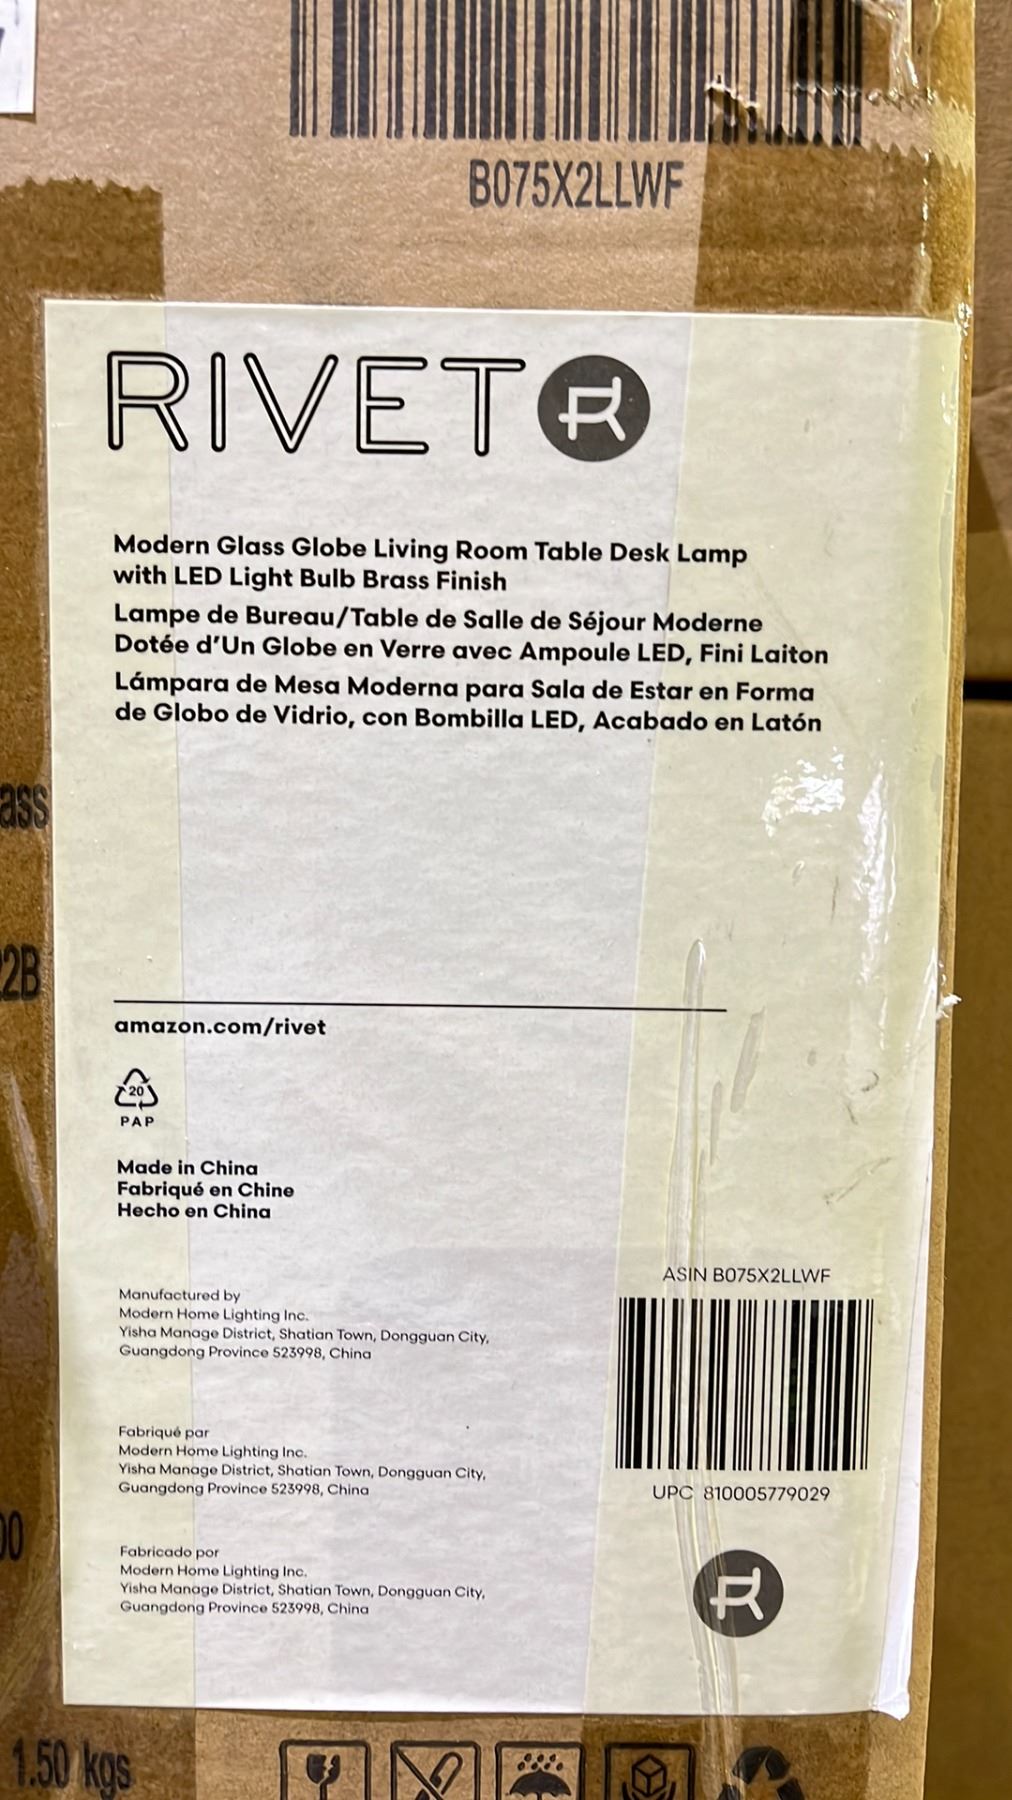 B075X2LLWF
RIVET R
Modern Glass Globe Living Room Table Desk Lamp
with LED Light Bulb Brass Finish
Lampe de Bureau/Table de Salle de Séjour Moderne
Dotée d'Un Globe en Verre avec Ampoule LED, Fini Laiton
Lámpara de Mesa Moderna para Sala de Estar en Forma
de Globo de Vidrio, con Bombilla LED, Acabado en Latón
ass
2B
amazon.com/rivet
20
PAP
Made in China
Fabriqué en Chine
Hecho en China
ASIN B075X2LLWF
Manufactured by
Modern Home Lighting Inc.
Yisha Manage District, Shatian Town, Dongguan City,
Guangdong Province 523998, China
Fabriqué par
Modern Home Lighting Inc.
Yisha Manage District, Shatian Town, Dongguan City,
Guangdong Province 523998, China
UPC 810005779029
Fabricado por
Modern Home Lighting Inc.
Yisha Manage District, Shatian Town, Dongguan City,
Guangdong Province 523998, China
R
1.50 kgs